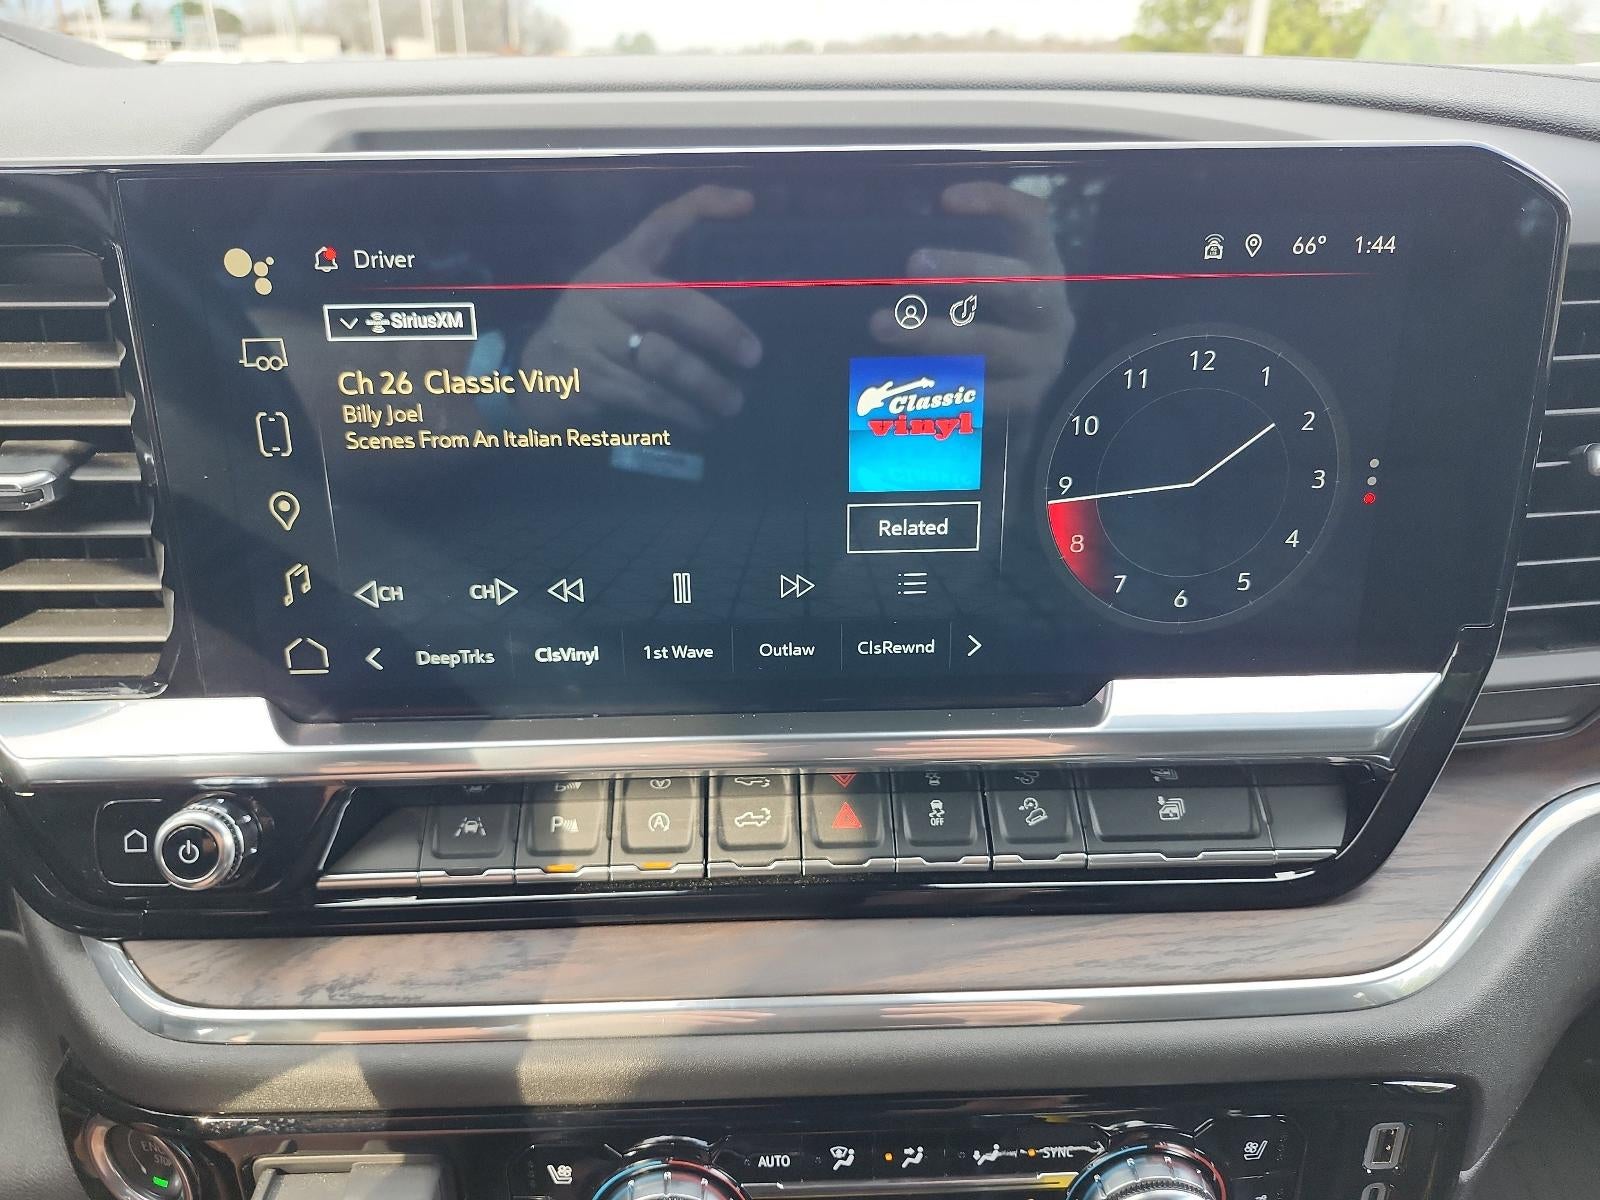 Driver
66° 1:44
SiriusXM
Ch 26 Classic Vinyl
Billy Joel
Scenes From An Italian Restaurant
Classic
vinyl
Related
CH CH
DeepTrks ClsVinyl 1st Wave Outlaw ClsRewnd
12
1
2
3
4
5
6
7
8
9
10
11
P
A
OFF
AUTO
SYNC
STOP